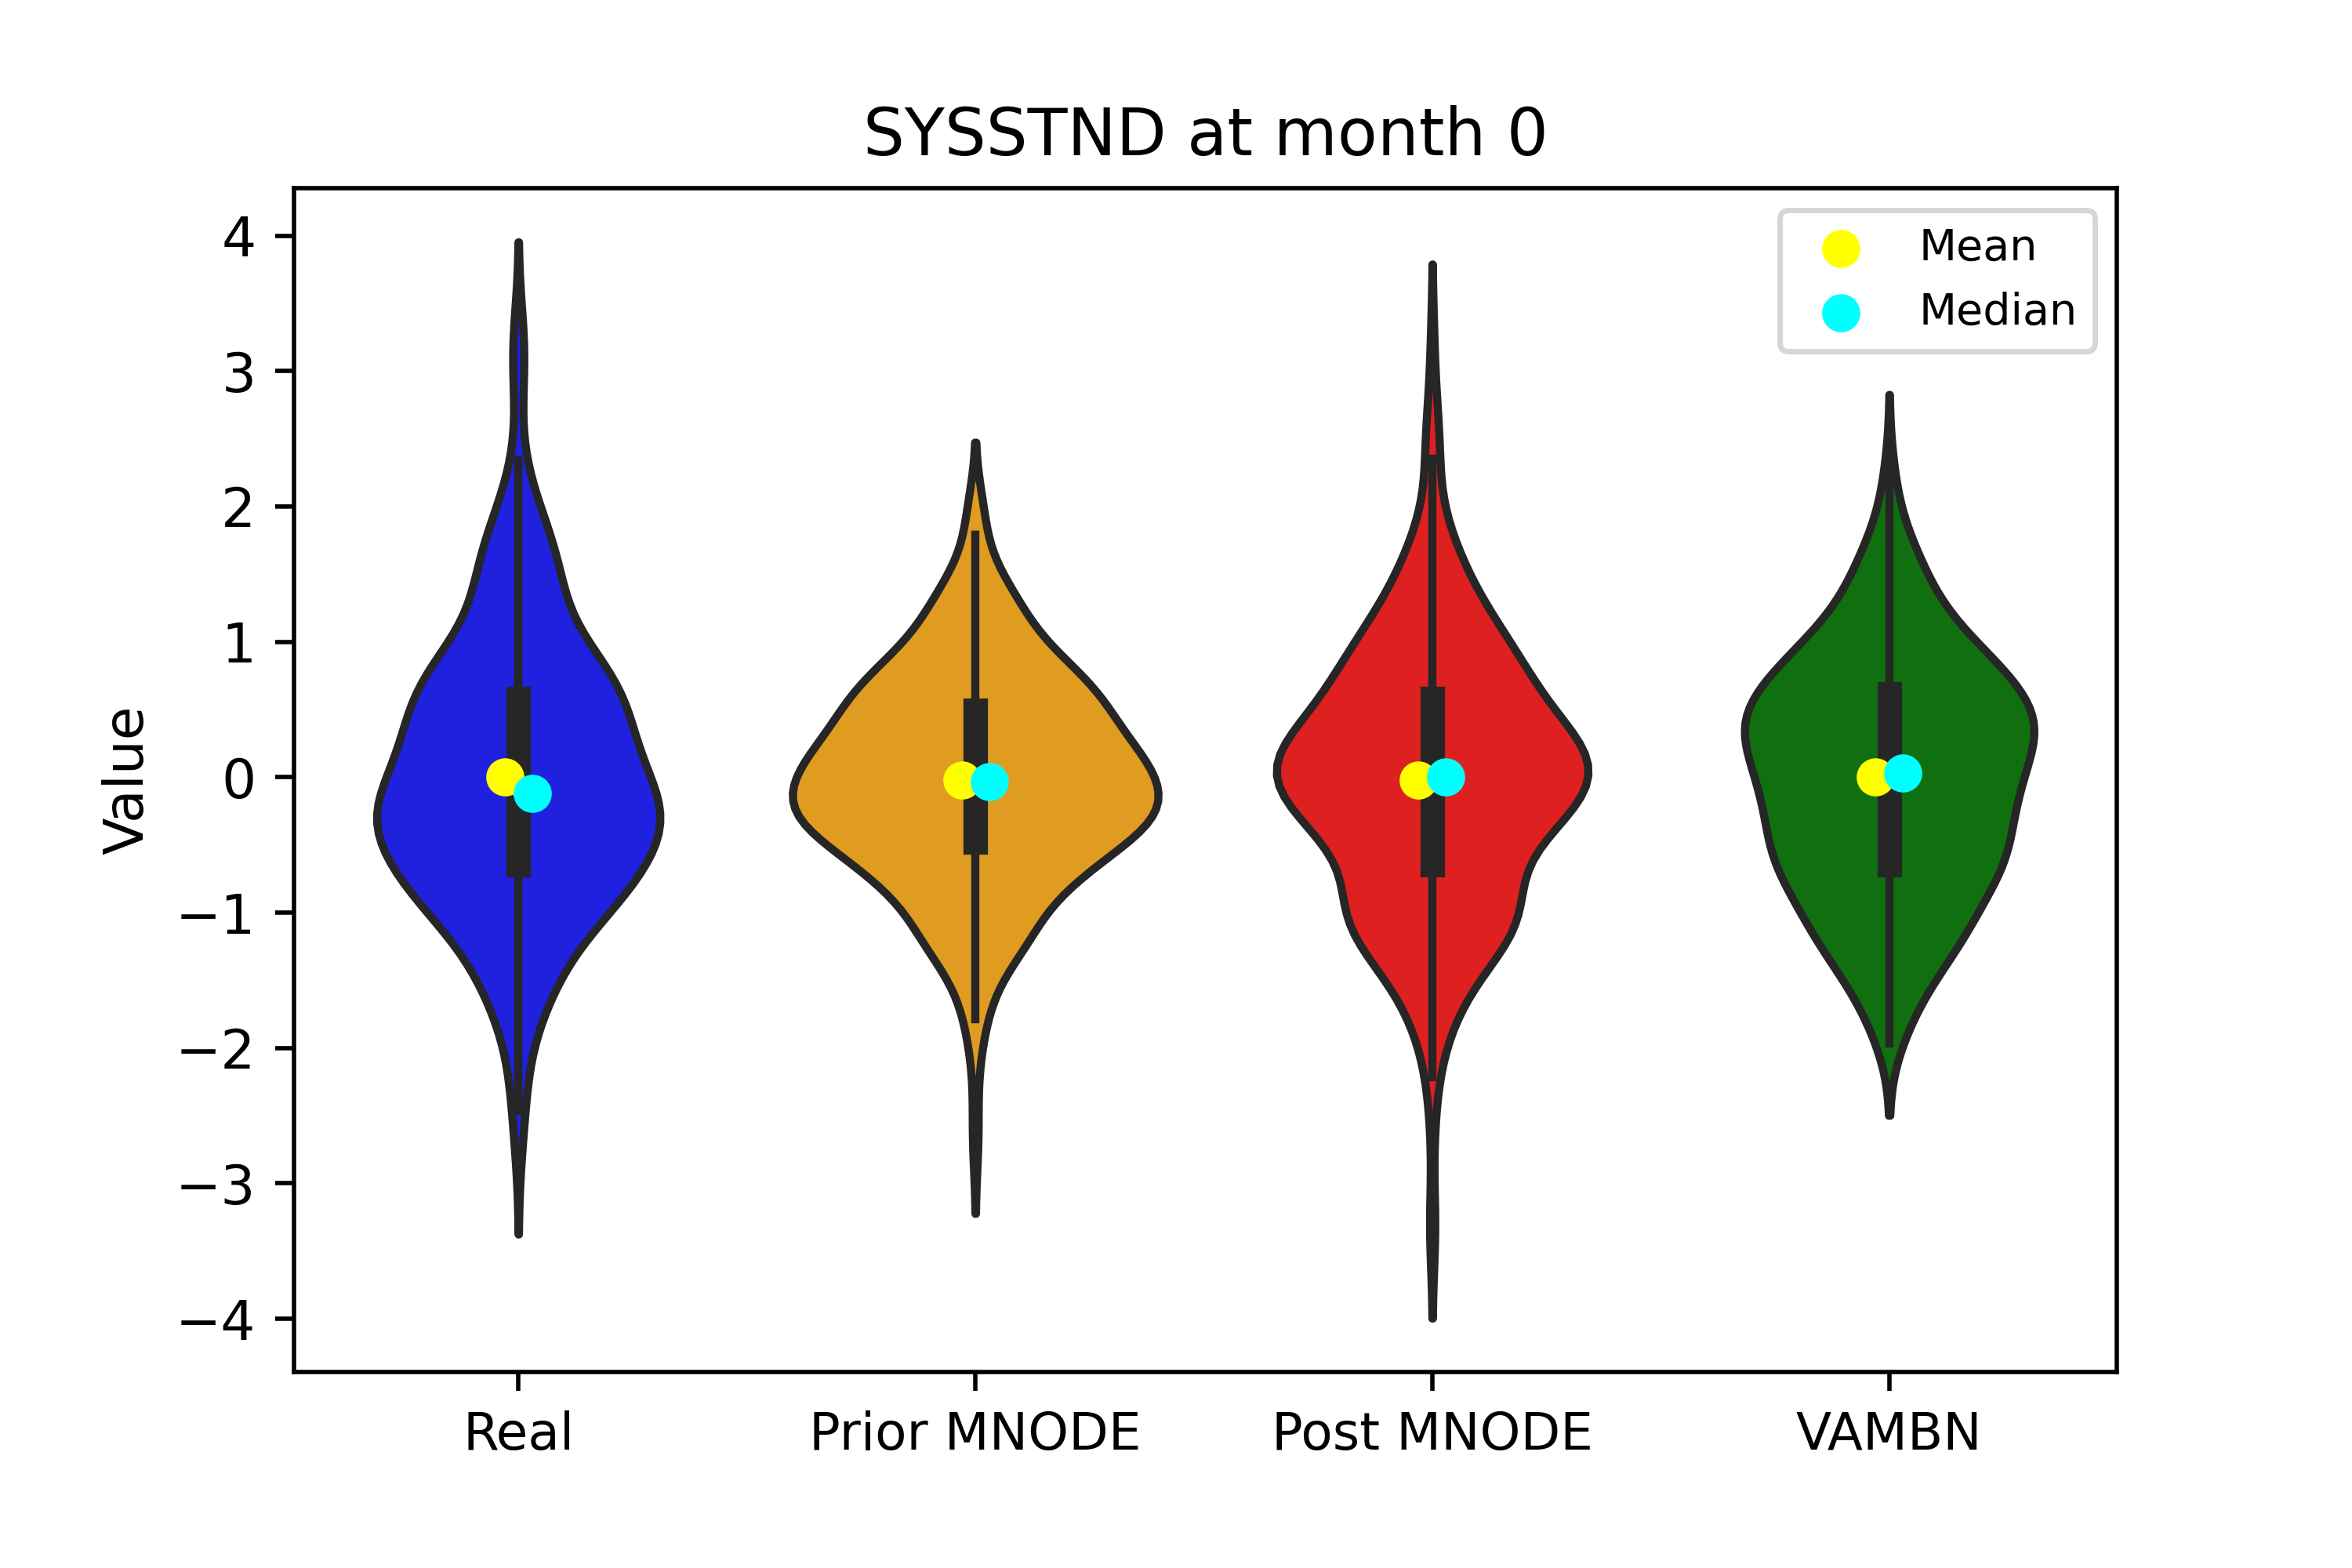 SYSSTND at month 0
Mean
Median
4
3
2
1
0
−1
−2
−3
−4
Value
Real
Prior MNODE
Post MNODE
VAMBN